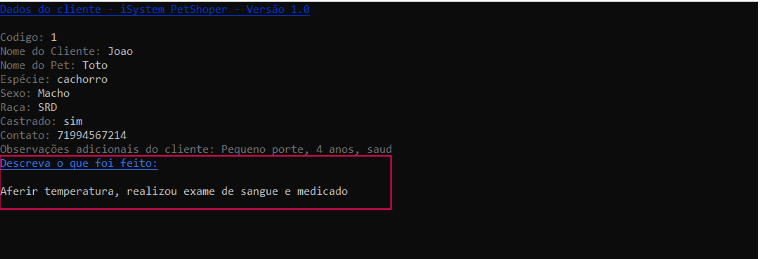 Dados do cliente - iSystem PetShoper - Versão 1.0
Codigo: 1
Nome do Cliente: Joao
Nome do Pet: Toto
Espécie: cachorro
Sexo: Macho
Raça: SRD
Castrado: sim
Contato: 71994567214
Observações adicionais do cliente: Pequeno porte, 4 anos, saud
Descreva o que foi feito:
Aferir temperatura, realizou exame de sangue e medicado